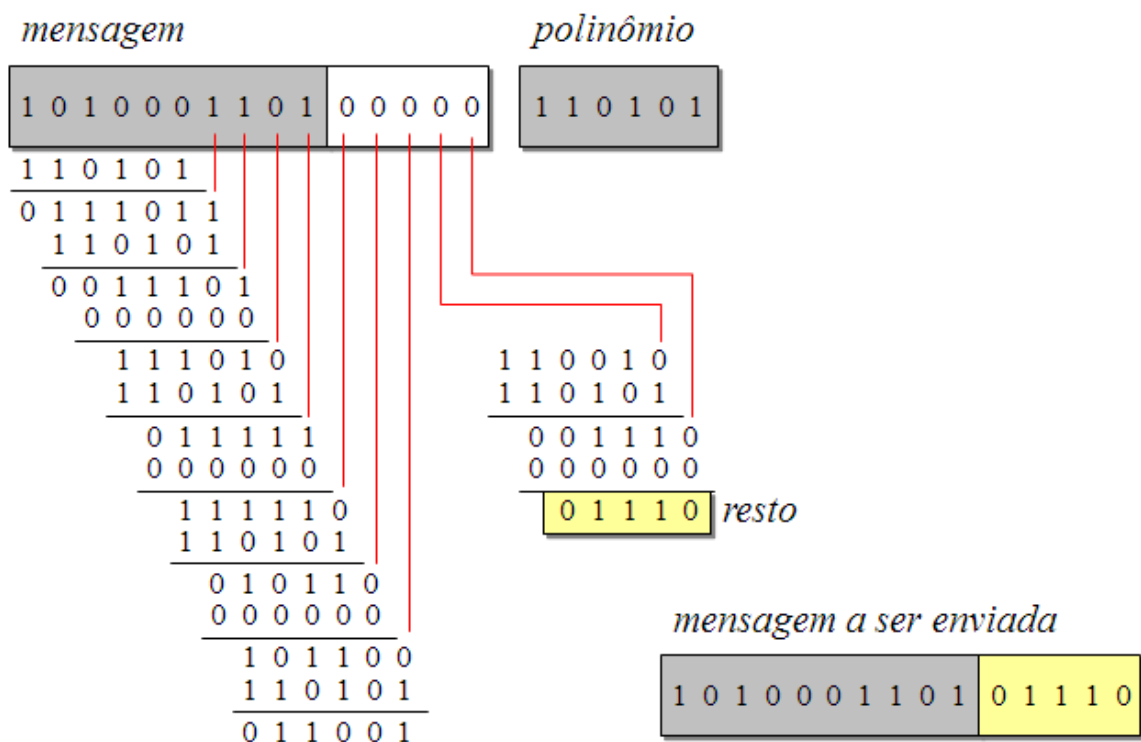 mensagem
polinômio
1 0 1 0 0 0 1 1 0 1 0 0 0 0 0
1 1 0 1 0 1
1 1 0 1 0 1
0 1 1 1 0 1 1
1 1 0 1 0 1
0 0 1 1 1 0 1
0 0 0 0 0 0
1 1 1 0 1 0
1 1 0 1 0 1
0 1 1 1 1 1
0 0 0 0 0 0
1 1 1 1 1 0
1 1 0 1 0 1
0 1 0 1 1 0
0 0 0 0 0 0
1 0 1 1 0 0
1 1 0 1 0 1
0 1 1 0 0 1
1 1 0 0 1 0
1 1 0 1 0 1
0 0 1 1 1 0
0 0 0 0 0 0
0 1 1 1 0 resto
mensagem a ser enviada
1 0 1 0 0 0 1 1 0 1 0 1 1 1 0